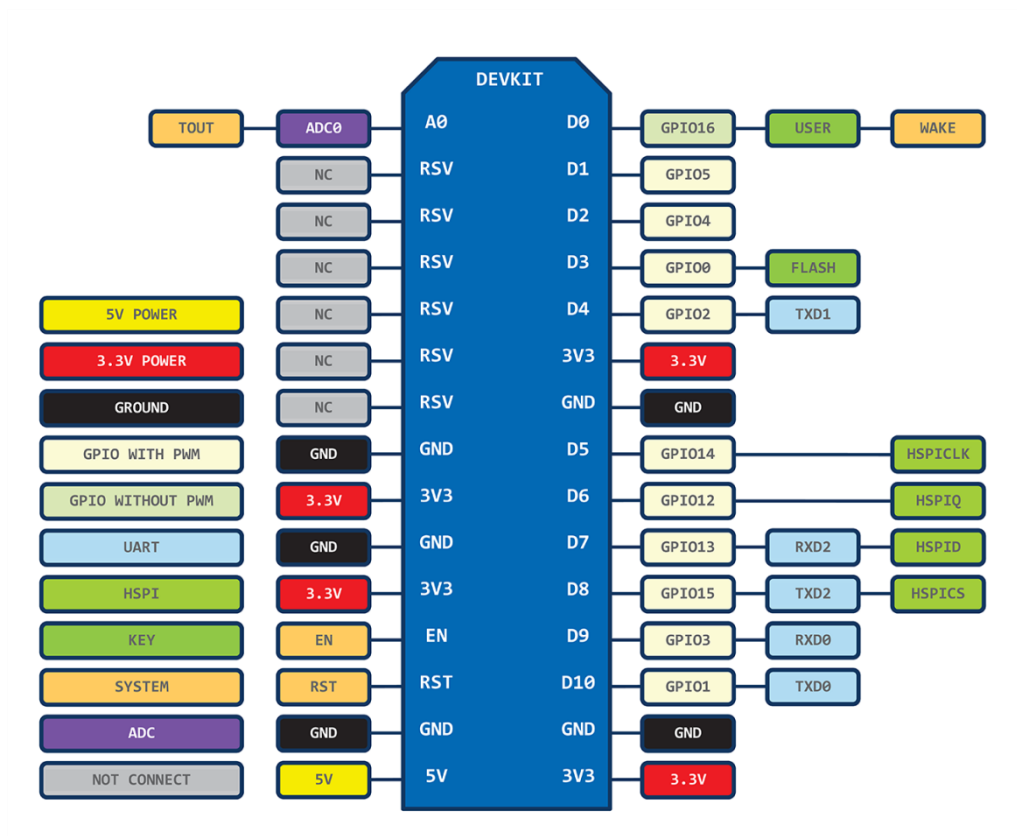 DEVKIT
TOUT ADC0 A0 D0 GPIO16 USER WAKE
NC RSV D1 GPIO5
NC RSV D2 GPIO4
NC RSV D3 GPIO0 FLASH
5V POWER NC RSV D4 GPIO2 TXD1
3.3V POWER NC RSV 3V3 3.3V
GROUND NC RSV GND GND
GPIO WITH PWM GND GND D5 GPIO14 HSPICLK
GPIO WITHOUT PWM 3.3V 3V3 D6 GPIO12 HSPIQ
UART GND GND D7 GPIO13 RXD2 HSPID
HSPI 3.3V 3V3 D8 GPIO15 TXD2 HSPICS
KEY EN EN D9 GPIO3 RXD0
SYSTEM RST RST D10 GPIO1 TXD0
ADC GND GND GND GND
NOT CONNECT 5V 5V 3V3 3.3V